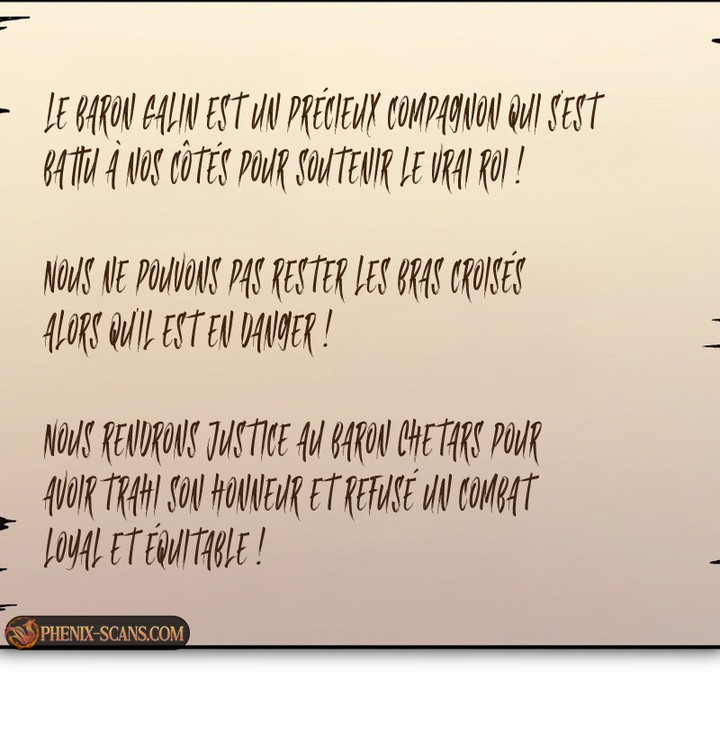 LE BARON GALIN EST UN PRÉCIEUX COMPAGNON QUI S'EST
BATTU À NOS CÔTÉS POUR SOUTENIR LE VRAI ROI !
NOUS NE POUVONS PAS RESTER LES BRAS CROISÉS
ALORS QU'IL EST EN DANGER !
NOUS RENDRONS JUSTICE AU BARON CHETARS POUR
AVOIR TRAHI SON HONNEUR ET REFUSÉ UN COMBAT
LOYAL ET ÉQUITABLE !
PHENIX-SCANS.COM